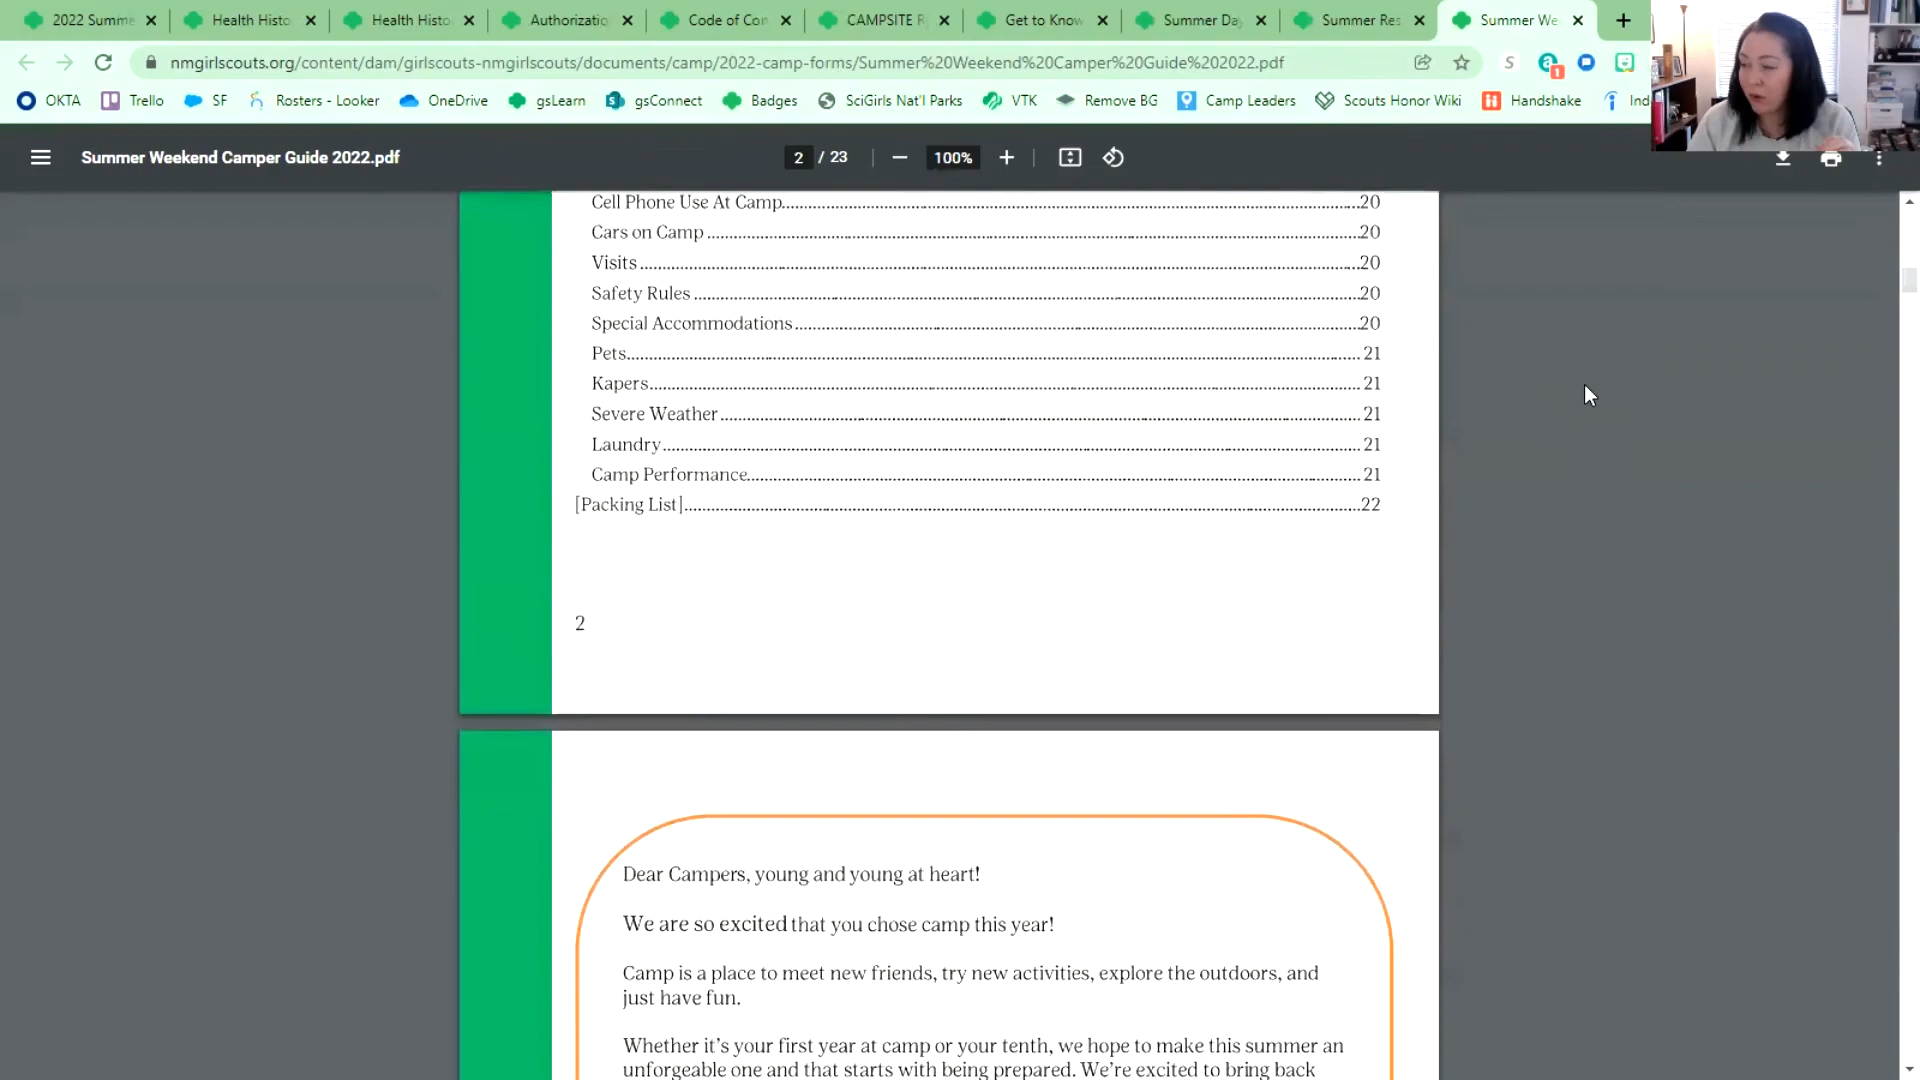 2022 Summe
Health Histo
Health Histo
Authorizatio
Code of Con
CAMPSITE R
Get to Know
Summer Da
Summer Res
Summer We
nmgirlscouts.org/content/dam/girlscouts-nmgirlscouts/documents/camp/2022-camp-forms/Summer%20Weekend%20Camper%20Guide%202022.pdf
OKTA
Trello
SF
Rosters - Looker
OneDrive
gsLearn
gsConnect
Badges
SciGirls Nat'l Parks
VTK
Remove BG
Camp Leaders
Scouts Honor Wiki
Handshake
Ind
Summer Weekend Camper Guide 2022.pdf
2 / 23
100%
Cell Phone Use At Camp 20
Cars on Camp 20
Visits 20
Safety Rules 20
Special Accommodations 20
Pets 21
Kapers 21
Severe Weather 21
Laundry 21
Camp Performance 21
[Packing List] 22
2
Dear Campers, young and young at heart!
We are so excited that you chose camp this year!
Camp is a place to meet new friends, try new activities, explore the outdoors, and
just have fun.
Whether it's your first year at camp or your tenth, we hope to make this summer an
unforgeable one and that starts with being prepared. We're excited to bring back